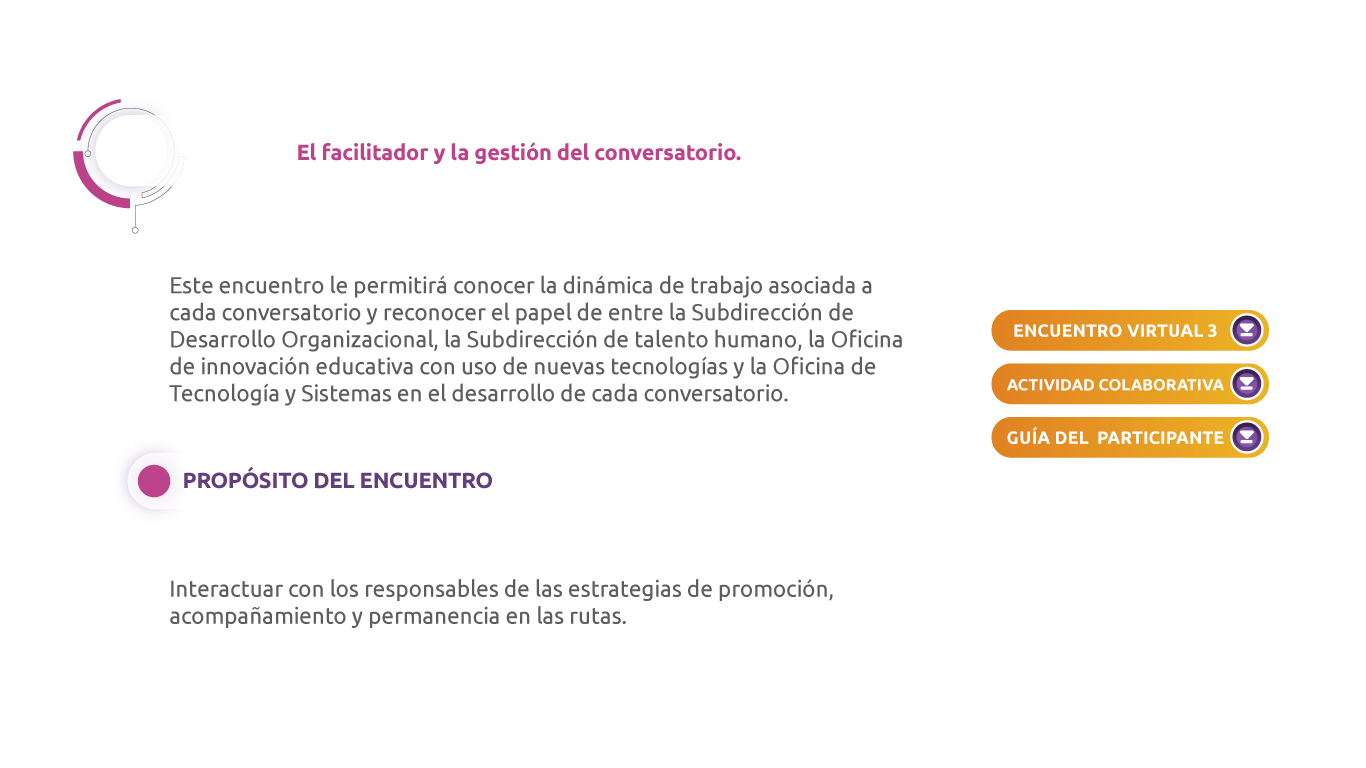 El facilitador y la gestión del conversatorio.
Este encuentro le permitirá conocer la dinámica de trabajo asociada a
cada conversatorio y reconocer el papel de entre la Subdirección de
Desarrollo Organizacional, la Subdirección de talento humano, la Oficina
de innovación educativa con uso de nuevas tecnologías y la Oficina de
Tecnología y Sistemas en el desarrollo de cada conversatorio.
ENCUENTRO VIRTUAL 3
ACTIVIDAD COLABORATIVA
GUÍA DEL  PARTICIPANTE
PROPÓSITO DEL ENCUENTRO
Interactuar con los responsables de las estrategias de promoción,
acompañamiento y permanencia en las rutas.